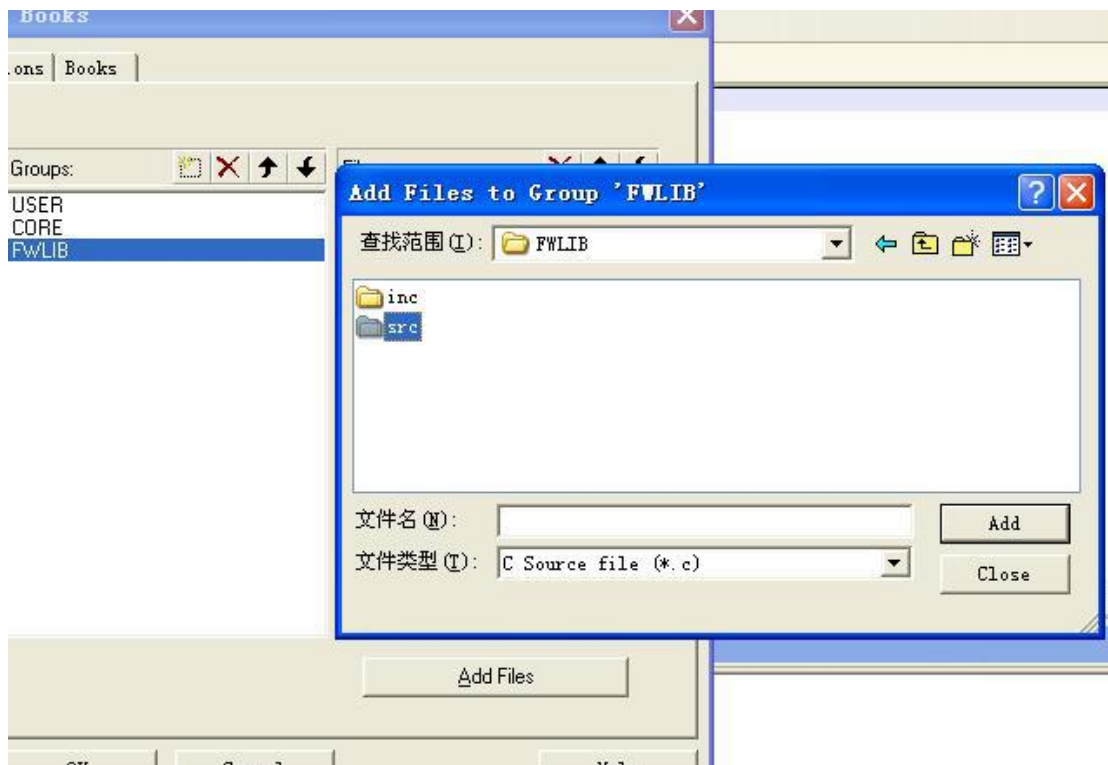 Books
ons Books
Groups:
USER
CORE
FWLIB
Add Files to Group 'FWLIB'
查找范围(I): FWLIB
inc
src
文件名(N):
Add
文件类型(T): C Source file (*.c)
Close
Add Files